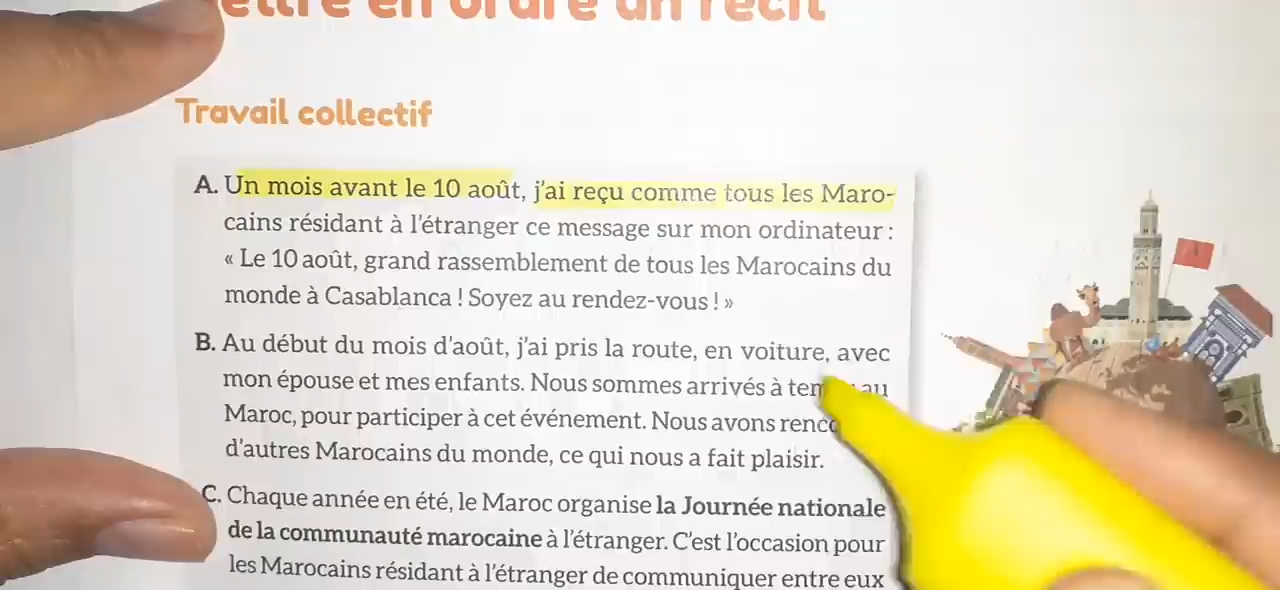 ettre en ordre un récit
Travail collectif
A. Un mois avant le 10 août, j'ai reçu comme tous les Maro-
cains résidant à l'étranger ce message sur mon ordinateur :
« Le 10 août, grand rassemblement de tous les Marocains du
monde à Casablanca ! Soyez au rendez-vous ! »
B. Au début du mois d'août, j'ai pris la route, en voiture, avec
mon épouse et mes enfants. Nous sommes arrivés à au
Maroc, pour participer à cet événement. Nous avons
d'autres Marocains du monde, ce qui nous a fait plaisir.
C. Chaque année en été, le Maroc organise la Journée nationale
de la communauté marocaine à l'étranger. C'est l'occasion pour
les Marocains résidant à l'étranger de communiquer entre eux